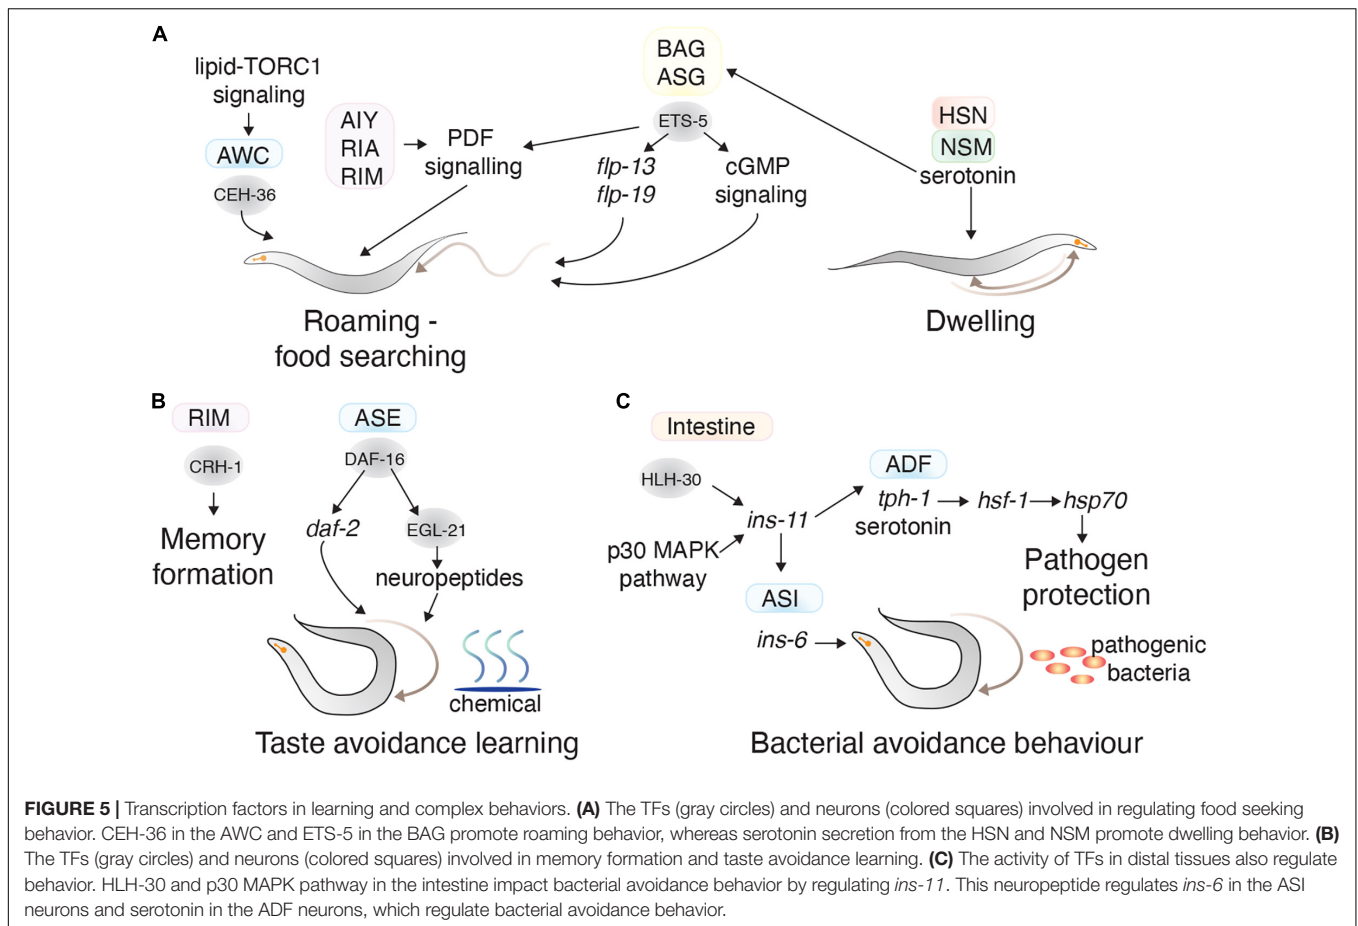 A
lipid-TORC1
signaling
AWC
CEH-36
AIY
RIA
RIM
PDF
signalling
BAG
ASG
ETS-5
flp-13
flp-19
cGMP
signaling
HSN
NSM
serotonin
Roaming -
food searching
Dwelling
B
RIM
CRH-1
Memory
formation
ASE
DAF-16
daf-2
EGL-21
neuropeptides
chemical
Taste avoidance learning
C
Intestine
HLH-30
p30 MAPK
pathway
ins-11
ADF
tph-1
serotonin
hsf-1
hsp70
Pathogen
protection
ASI
ins-6
pathogenic
bacteria
Bacterial avoidance behaviour
FIGURE 5 | Transcription factors in learning and complex behaviors. (A) The TFs (gray circles) and neurons (colored squares) involved in regulating food seeking
behavior. CEH-36 in the AWC and ETS-5 in the BAG promote roaming behavior, whereas serotonin secretion from the HSN and NSM promote dwelling behavior. (B)
The TFs (gray circles) and neurons (colored squares) involved in memory formation and taste avoidance learning. (C) The activity of TFs in distal tissues also regulate
behavior. HLH-30 and p30 MAPK pathway in the intestine impact bacterial avoidance behavior by regulating ins-11. This neuropeptide regulates ins-6 in the ASI
neurons and serotonin in the ADF neurons, which regulate bacterial avoidance behavior.